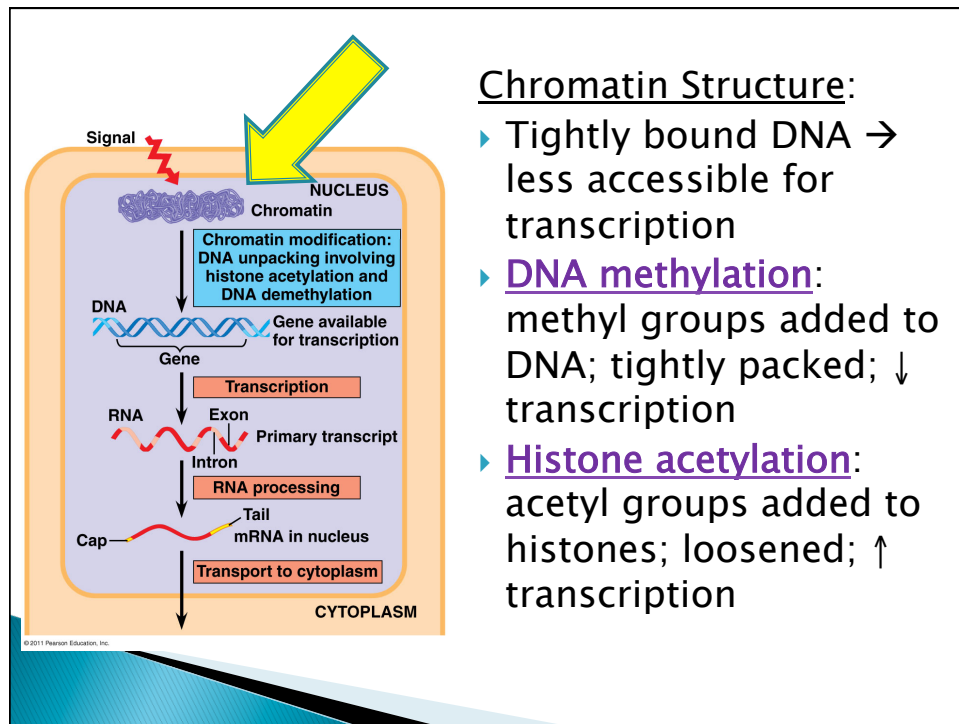 Signal
NUCLEUS
Chromatin
Chromatin modification:
DNA unpacking involving
histone acetylation and
DNA demethylation
DNA
Gene available
for transcription
Gene
Transcription
RNA
Exon
Primary transcript
Intron
RNA processing
Tail
Cap
mRNA in nucleus
Transport to cytoplasm
CYTOPLASM
© 2011 Pearson Education, Inc.
Chromatin Structure:
Tightly bound DNA →
less accessible for
transcription
DNA methylation:
methyl groups added to
DNA; tightly packed; ↓
transcription
Histone acetylation:
acetyl groups added to
histones; loosened; ↑
transcription